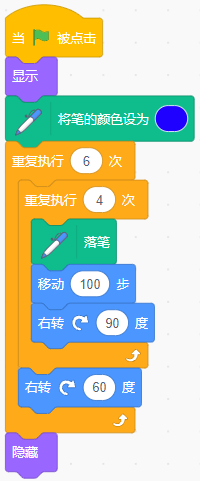 当 被点击
显示
将笔的颜色设为
重复执行 6 次
重复执行 4 次
落笔
移动 100 步
右转 90 度
右转 60 度
隐藏